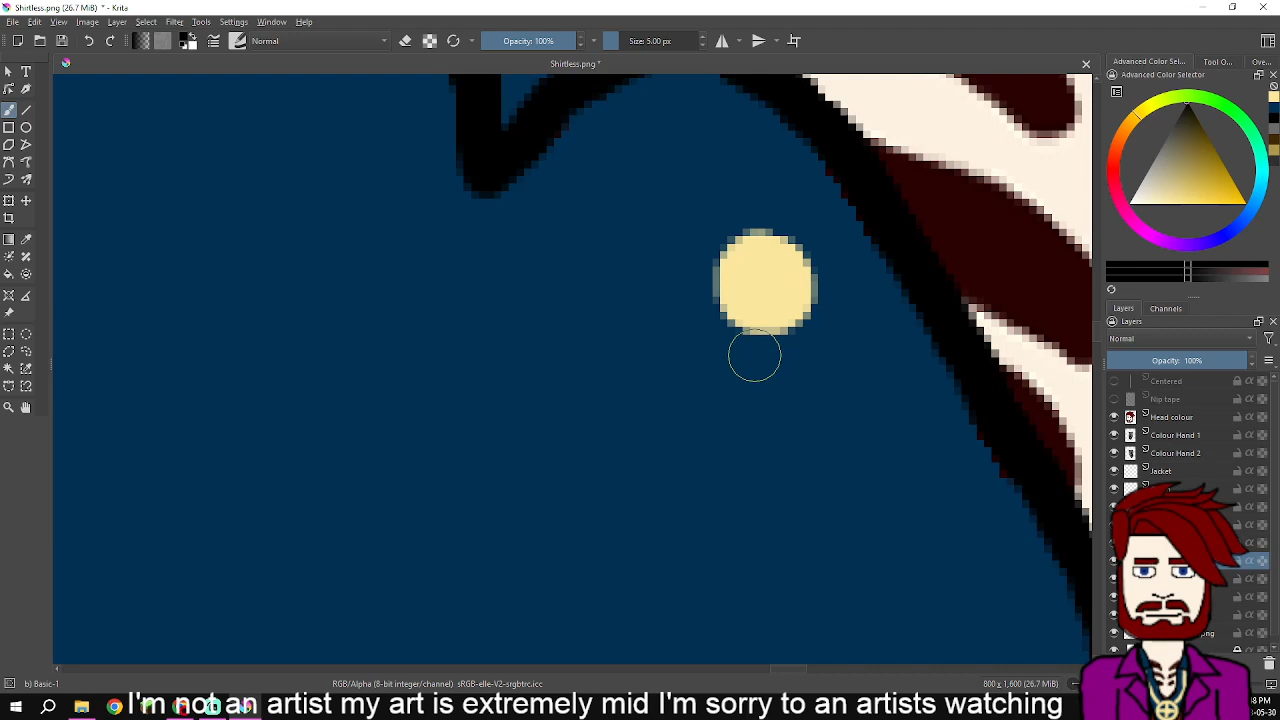 Shirtless.png (26.7 MiB) * - Krita
File Edit View Image Layer Select Filter Tools Settings Window Help
Normal Opacity: 100% Size: 5.00 px
Shirtless.png * Advanced Color Sel... Tool O... Ove...
Advanced Color Selector
Layers Channels
Layers
Normal
Opacity: 100%
Centered
Nip tape
Head colour
Colour Hand 1
Colour Hand 2
Jacket
b) Basic-1 RGB/Alpha (8-bit integer/channel) sRGB-elle-V2-srgbtrc.icc 800 x 1,600 (26.7 MiB)
I'm not an artist my art is extremely mid I'm sorry to an artists watching